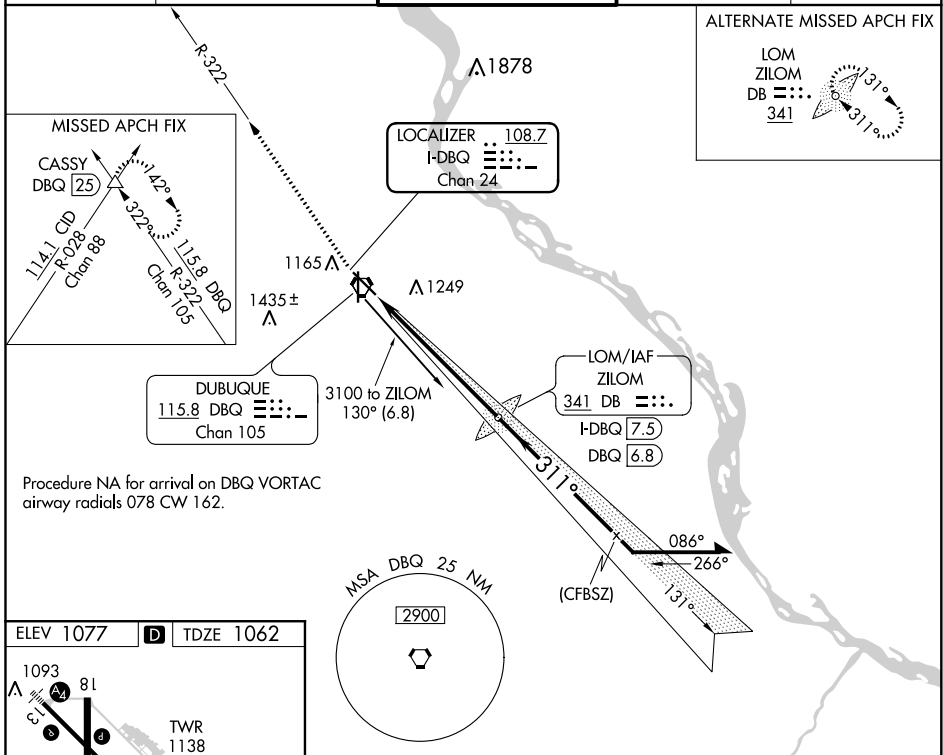 R-322
1878
ALTERNATE MISSED APCH FIX
LOM
ZILOM
DB
341
131°
311°
MISSED APCH FIX
CASSY
DBQ 25
142°
322°
114.1 CID
R-028
Chan 88
115.8 DBQ
R-322
Chan 105
LOCALIZER 108.7
I-DBQ
Chan 24
1165
1249
1435 ±
DUBUQUE
115.8 DBQ
Chan 105
3100 to ZILOM
130° (6.8)
LOM/IAF
ZILOM
341 DB
I-DBQ 7.5
DBQ 6.8
Procedure NA for arrival on DBQ VORTAC
airway radials 078 CW 162.
311°
086°
266°
(CFBSZ)
131°
MSA DBQ 25 NM
2900
ELEV 1077 D TDZE 1062
1093
A4
18
13
P
P
TWR
1138